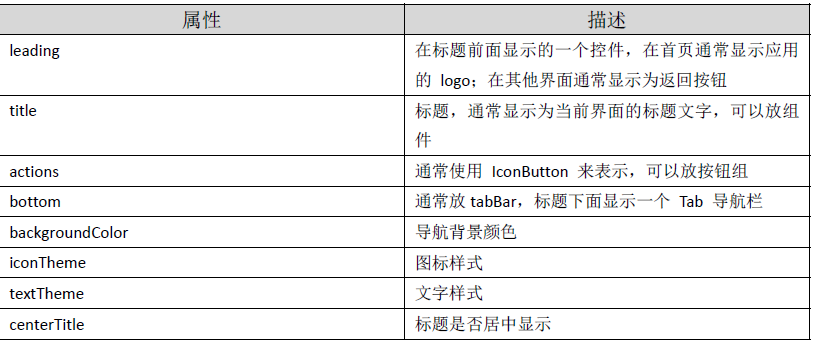 属性 描述
leading 在标题前面显示的一个控件，在首页通常显示应用
的 logo；在其他界面通常显示为返回按钮
title 标题，通常显示为当前界面的标题文字，可以放组
件
actions 通常使用 IconButton 来表示，可以放按钮组
bottom 通常放 tabBar，标题下面显示一个 Tab 导航栏
backgroundColor 导航背景颜色
iconTheme 图标样式
textTheme 文字样式
centerTitle 标题是否居中显示